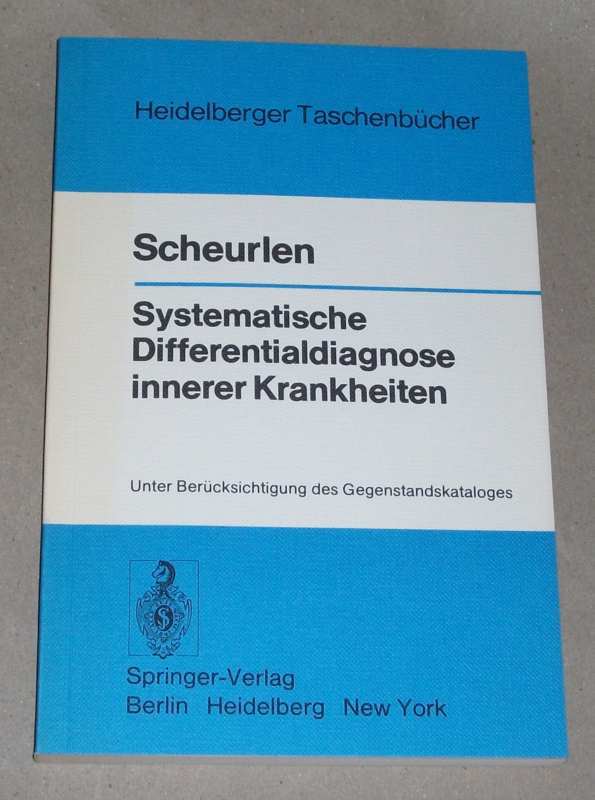 Heidelberger Taschenbücher
Scheurlen
Systematische
Differentialdiagnose
innerer Krankheiten
Unter Berücksichtigung des Gegenstandskataloges
Springer-Verlag
Berlin Heidelberg New York